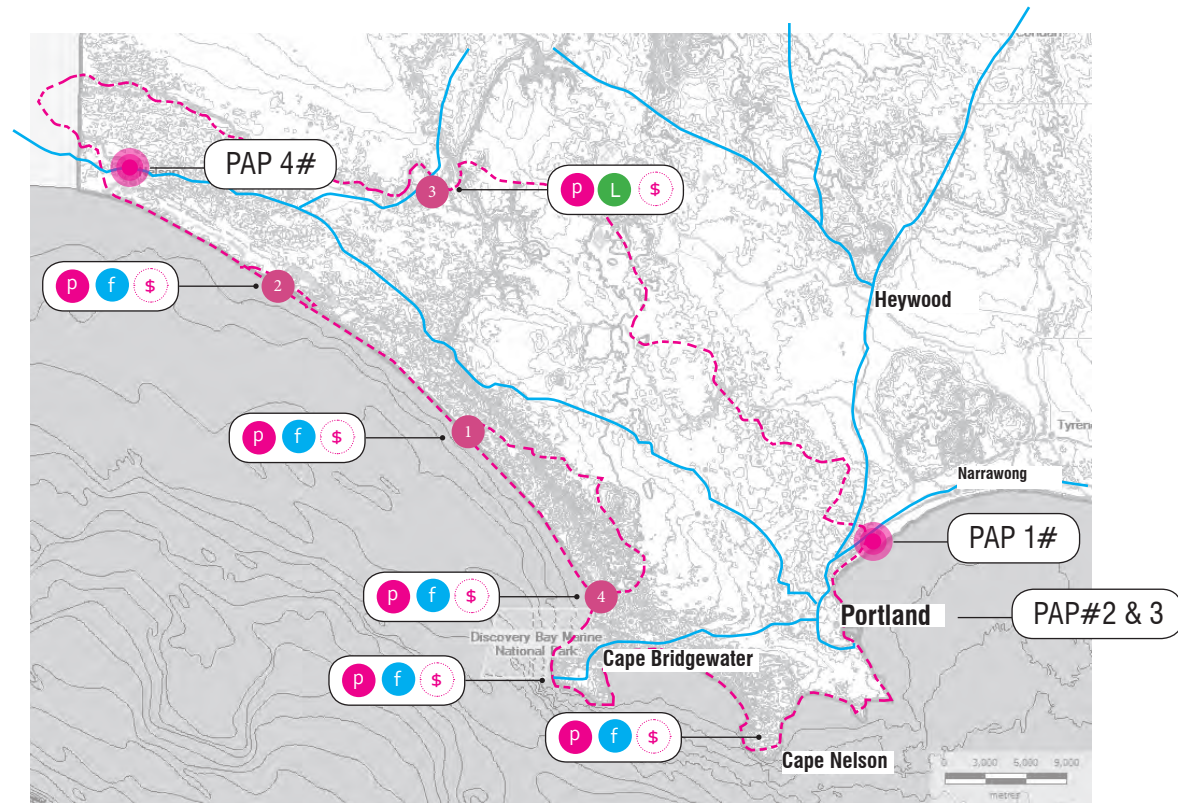 PAP 4#
Nelson
3
p L $
p f $
2
Heywood
p f $
1
Narrawong
PAP 1#
p f $
4
Portland
PAP#2 & 3
Discovery Bay Marine
National Park
Cape Bridgewater
p f $
p f $
Cape Nelson
0 3,000 6,000 9,000
metres